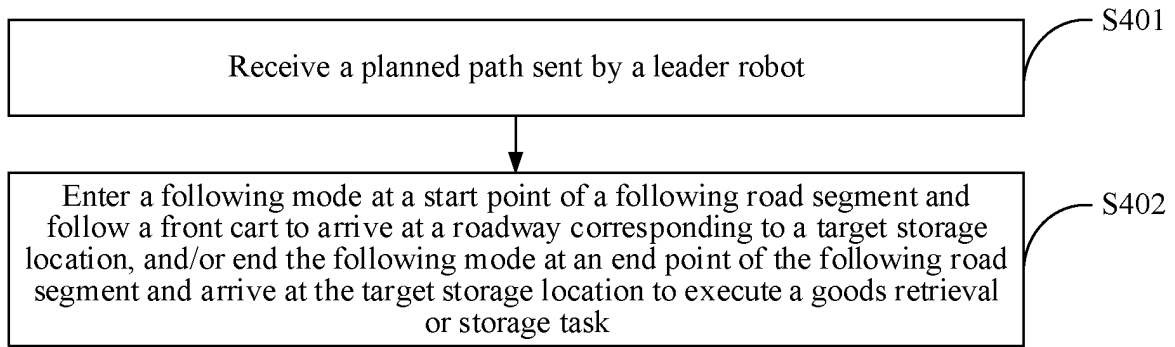 S401
Receive a planned path sent by a leader robot
Enter a following mode at a start point of a following road segment and
follow a front cart to arrive at a roadway corresponding to a target storage
location, and/or end the following mode at an end point of the following road
segment and arrive at the target storage location to execute a goods retrieval
or storage task
S402